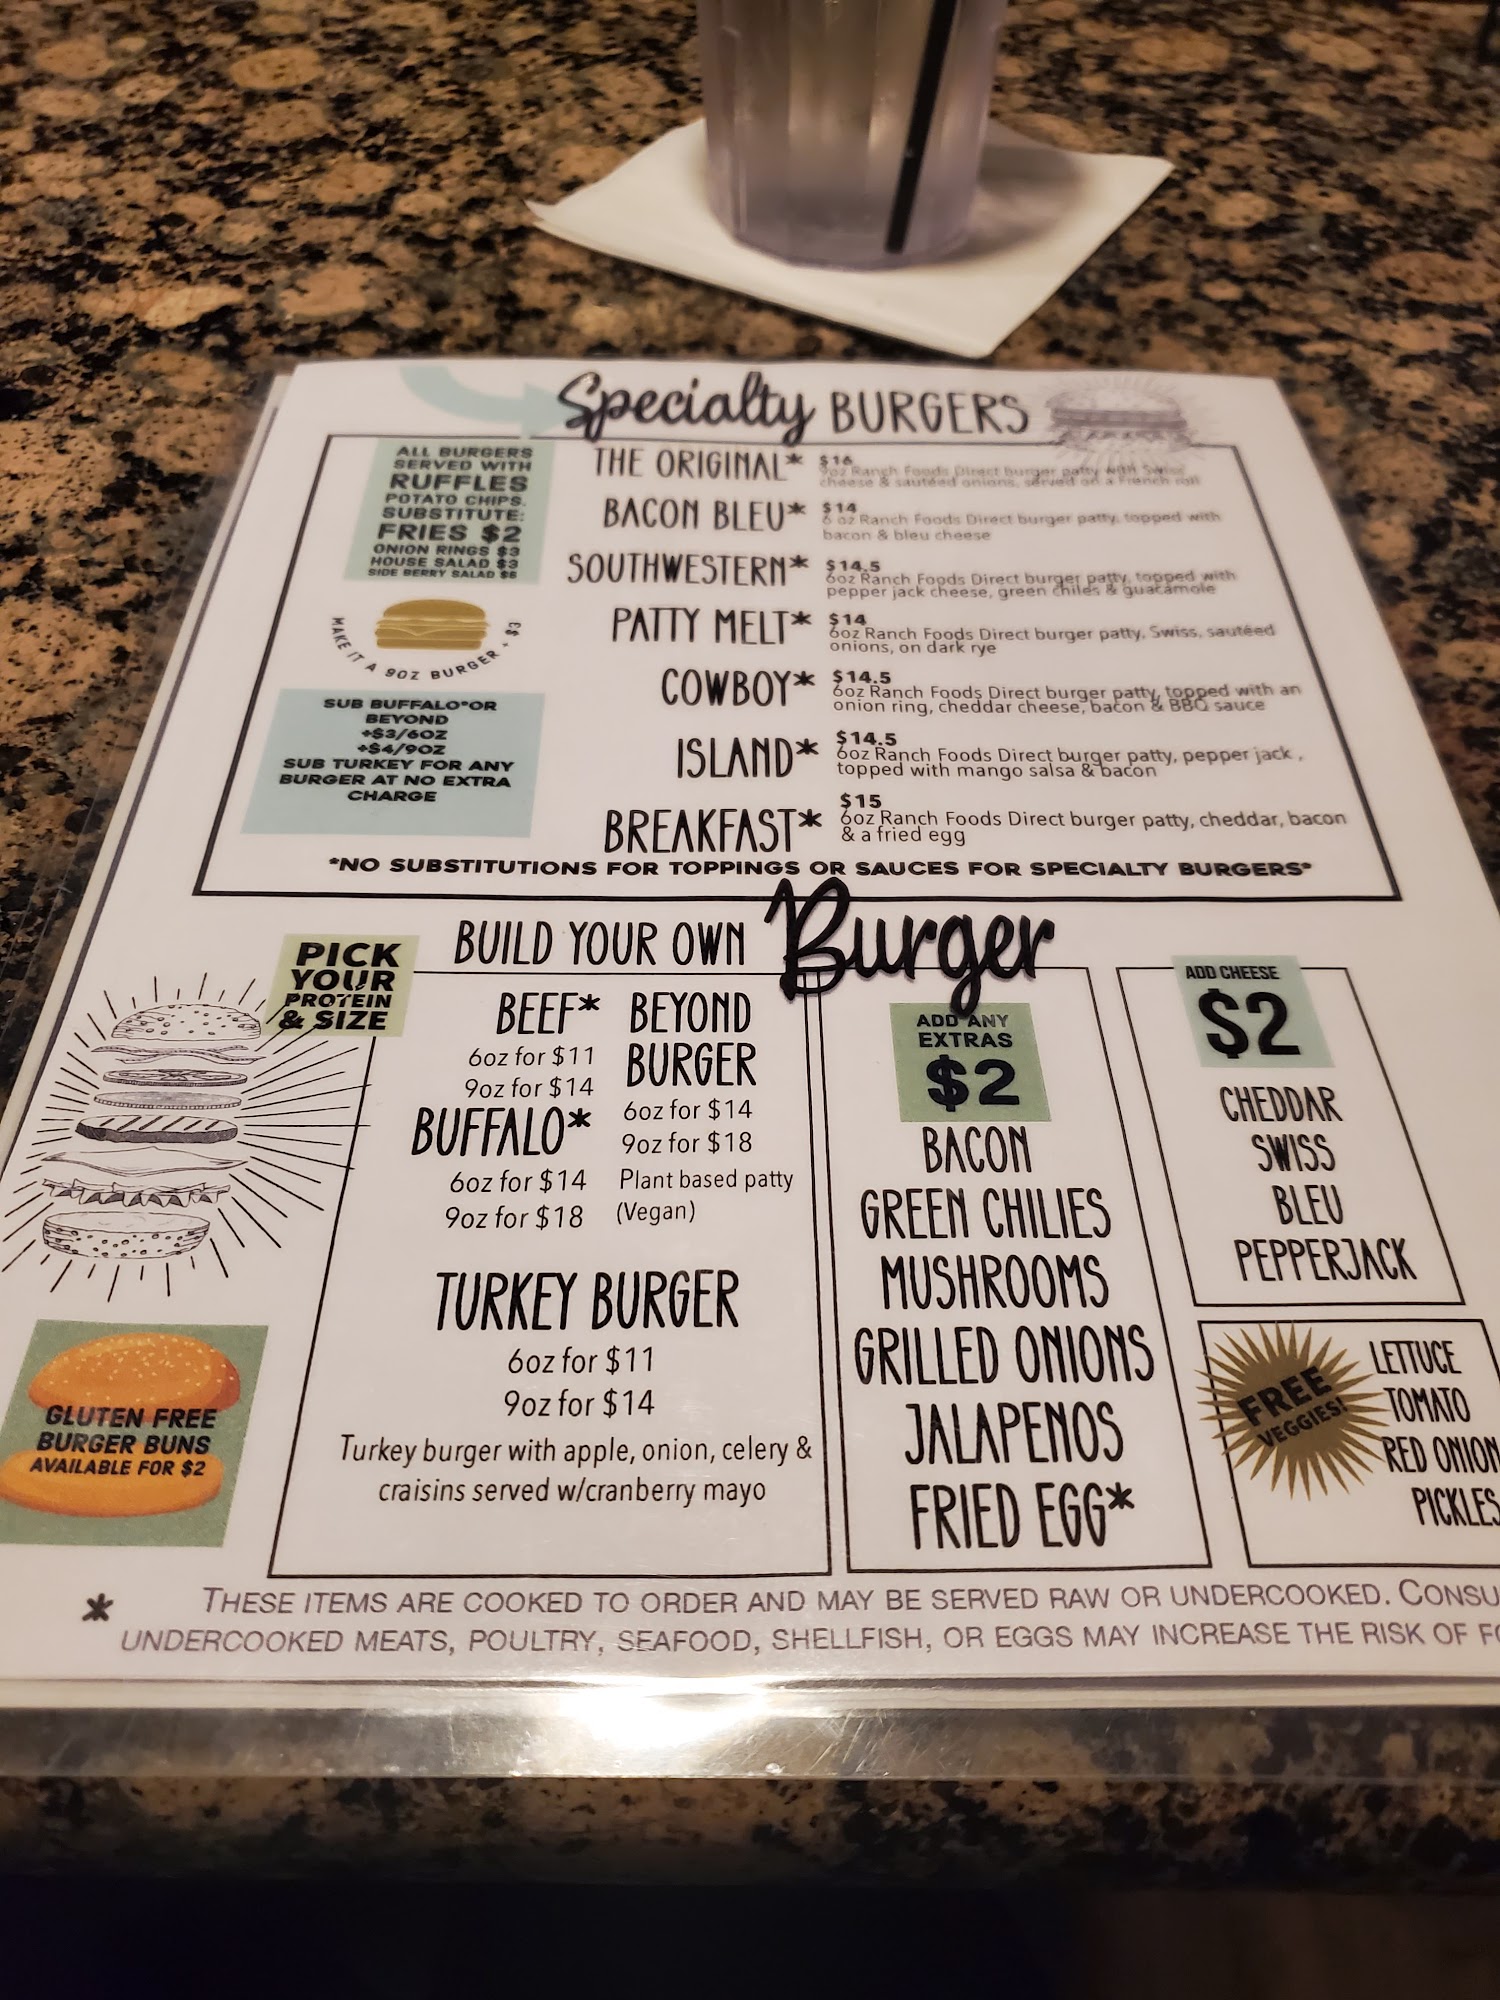 Specialty BURGERS
ALL BURGERS
SERVED WITH
RUFFLES
POTATO CHIPS.
SUBSTITUTE:
FRIES $2
ONION RINGS $3
HOUSE SALAD $3
SIDE BERRY SALAD $6
MAKE IT A 9OZ BURGER + $3
SUB BUFFALO*OR
BEYOND
+$3/6OZ
+$4/9OZ
SUB TURKEY FOR ANY
BURGER AT NO EXTRA
CHARGE
THE ORIGINAL* $16
9oz Ranch Foods Direct burger patty with Swiss
cheese & sautéed onions, served on a French roll
BACON BLEU* $14
6 oz Ranch Foods Direct burger patty, topped with
bacon & bleu cheese
SOUTHWESTERN* $14.5
6oz Ranch Foods Direct burger patty, topped with
pepper jack cheese, green chiles & guacamole
PATTY MELT* $14
6oz Ranch Foods Direct burger patty, Swiss, sautéed
onions, on dark rye
COWBOY* $14.5
6oz Ranch Foods Direct burger patty, topped with an
onion ring, cheddar cheese, bacon & BBQ sauce
ISLAND* $14.5
6oz Ranch Foods Direct burger patty, pepper jack ,
topped with mango salsa & bacon
BREAKFAST* $15
6oz Ranch Foods Direct burger patty, cheddar, bacon
& a fried egg
*NO SUBSTITUTIONS FOR TOPPINGS OR SAUCES FOR SPECIALTY BURGERS*
BUILD YOUR OWN Burger
PICK
YOUR
PROTEIN
& SIZE
BEEF*
6oz for $11
9oz for $14
BUFFALO*
6oz for $14
9oz for $18
BEYOND
BURGER
6oz for $14
9oz for $18
Plant based patty
(Vegan)
TURKEY BURGER
6oz for $11
9oz for $14
Turkey burger with apple, onion, celery &
craisins served w/cranberry mayo
GLUTEN FREE
BURGER BUNS
AVAILABLE FOR $2
ADD ANY
EXTRAS
$2
BACON
GREEN CHILIES
MUSHROOMS
GRILLED ONIONS
JALAPENOS
FRIED EGG*
ADD CHEESE
$2
CHEDDAR
SWISS
BLEU
PEPPERJACK
FREE
VEGGIES!
LETTUCE
TOMATO
RED ONION
PICKLES
* THESE ITEMS ARE COOKED TO ORDER AND MAY BE SERVED RAW OR UNDERCOOKED. CONSU
UNDERCOOKED MEATS, POULTRY, SEAFOOD, SHELLFISH, OR EGGS MAY INCREASE THE RISK OF FO